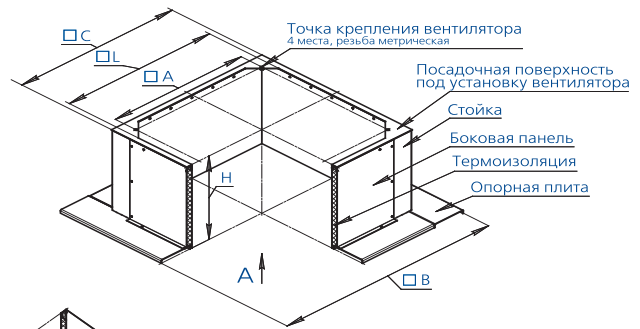 □ C
□ L
□ A
Точка крепления вентилятора
4 места, резьба метрическая
Посадочная поверхность
под установку вентилятора
Стойка
Боковая панель
Термоизоляция
Опорная плита
H
A
□ B